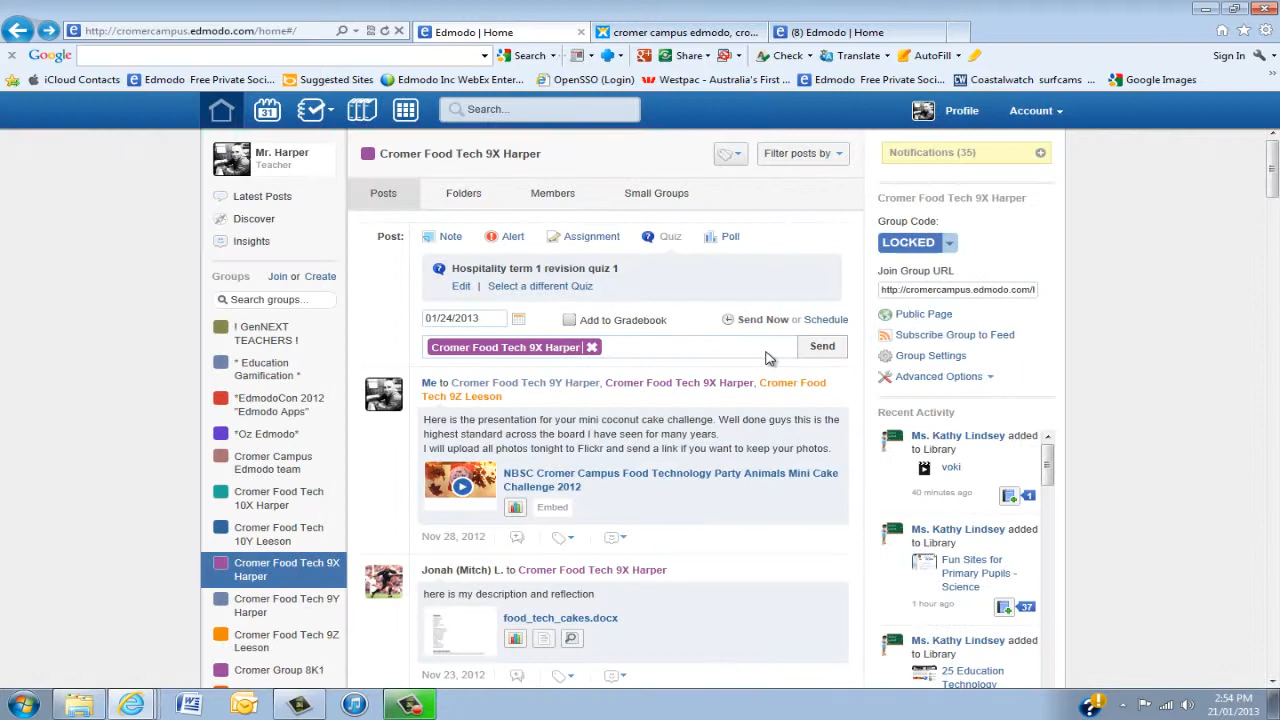 http://cromercampus.edmodo.com/home#/
Edmodo | Home
cromer campus edmodo, cro...
(8) Edmodo | Home
Google
Search
Share
Check
Translate
AutoFill
Sign In
iCloud Contacts
Edmodo Free Private Soci...
Suggested Sites
Edmodo Inc WebEx Enter...
OpenSSO (Login)
Westpac - Australia's First ...
Edmodo Free Private Soci...
Coastalwatch surfcams
Google Images
31
Search...
Profile
Account
Mr. Harper
Teacher
Latest Posts
Discover
Insights
Groups Join or Create
Search groups...
! GenNEXT
TEACHERS !
* Education
Gamification *
*EdmodoCon 2012
"Edmodo Apps"
*Oz Edmodo*
Cromer Campus
Edmodo team
Cromer Food Tech
10X Harper
Cromer Food Tech
10Y Leeson
Cromer Food Tech 9X
Harper
Cromer Food Tech 9Y
Harper
Cromer Food Tech 9Z
Leeson
Cromer Group 8K1
Cromer Food Tech 9X Harper
Filter posts by
Posts
Folders
Members
Small Groups
Post: Note Alert Assignment Quiz Poll
Hospitality term 1 revision quiz 1
Edit | Select a different Quiz
01/24/2013
Add to Gradebook
Send Now or Schedule
Cromer Food Tech 9X Harper
Send
Me to Cromer Food Tech 9Y Harper, Cromer Food Tech 9X Harper, Cromer Food
Tech 9Z Leeson
Here is the presentation for your mini coconut cake challenge. Well done guys this is the
highest standard across the board I have seen for many years.
I will upload all photos tonight to Flickr and send a link if you want to keep your photos.
NBSC Cromer Campus Food Technology Party Animals Mini Cake
Challenge 2012
Embed
Nov 28, 2012
Jonah (Mitch) L. to Cromer Food Tech 9X Harper
here is my description and reflection
food_tech_cakes.docx
Nov 23, 2012
Notifications (35)
Cromer Food Tech 9X Harper
Group Code:
LOCKED
Join Group URL
http://cromercampus.edmodo.com/
Public Page
Subscribe Group to Feed
Group Settings
Advanced Options
Recent Activity
Ms. Kathy Lindsey added
to Library
voki
40 minutes ago
1
Ms. Kathy Lindsey added
to Library
Fun Sites for
Primary Pupils -
Science
1 hour ago
37
Ms. Kathy Lindsey added
to Library
25 Education
Technology
2:54 PM
21/01/2013